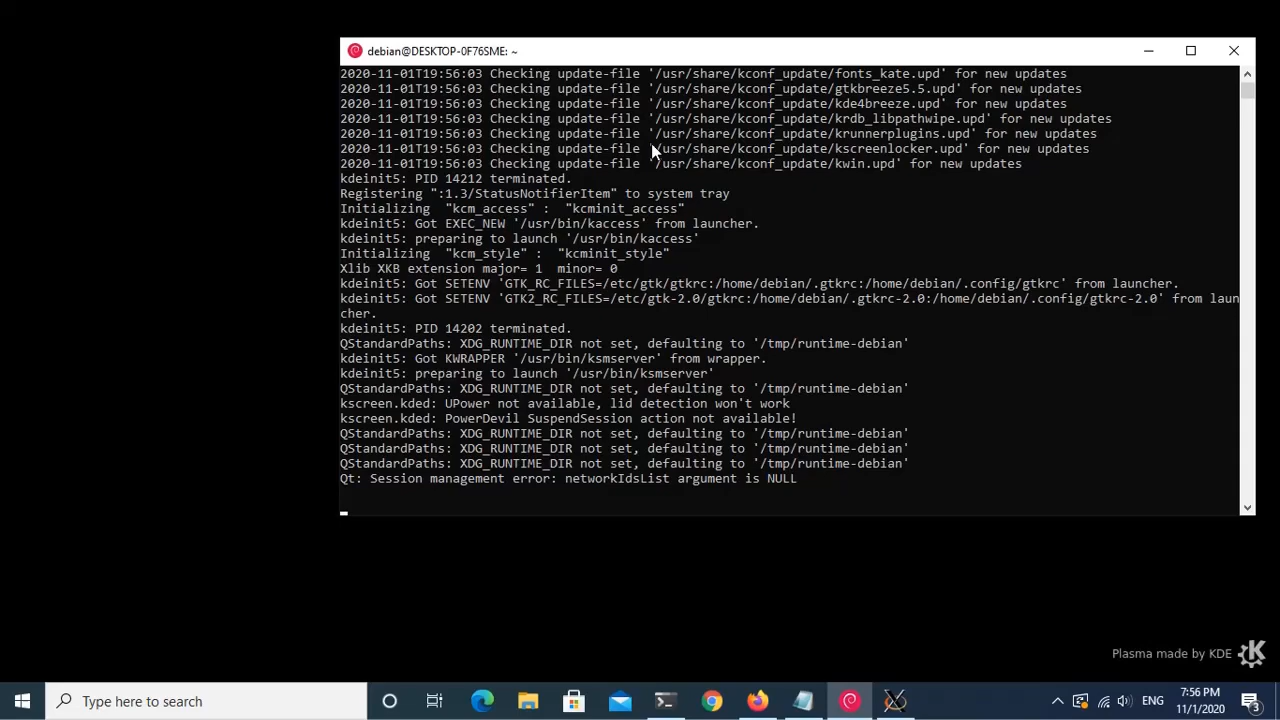 debian@DESKTOP-0F76SME: ~
2020-11-01T19:56:03 Checking update-file '/usr/share/kconf_update/fonts_kate.upd' for new updates
2020-11-01T19:56:03 Checking update-file '/usr/share/kconf_update/gtkbreeze5.5.upd' for new updates
2020-11-01T19:56:03 Checking update-file '/usr/share/kconf_update/kde4breeze.upd' for new updates
2020-11-01T19:56:03 Checking update-file '/usr/share/kconf_update/krdb_libpathwipe.upd' for new updates
2020-11-01T19:56:03 Checking update-file '/usr/share/kconf_update/krunnerplugins.upd' for new updates
2020-11-01T19:56:03 Checking update-file '/usr/share/kconf_update/kscreenlocker.upd' for new updates
2020-11-01T19:56:03 Checking update-file '/usr/share/kconf_update/kwin.upd' for new updates
kdeinit5: PID 14212 terminated.
Registering ":1.3/StatusNotifierItem" to system tray
Initializing  "kcm_access" :  "kcminit_access"
kdeinit5: Got EXEC_NEW '/usr/bin/kaccess' from launcher.
kdeinit5: preparing to launch '/usr/bin/kaccess'
Initializing  "kcm_style" :  "kcminit_style"
Xlib XKB extension major= 1  minor= 0
kdeinit5: Got SETENV 'GTK_RC_FILES=/etc/gtk/gtkrc:/home/debian/.gtkrc:/home/debian/.config/gtkrc' from launcher.
kdeinit5: Got SETENV 'GTK2_RC_FILES=/etc/gtk-2.0/gtkrc:/home/debian/.gtkrc-2.0:/home/debian/.config/gtkrc-2.0' from laun
cher.
kdeinit5: PID 14202 terminated.
QStandardPaths: XDG_RUNTIME_DIR not set, defaulting to '/tmp/runtime-debian'
kdeinit5: Got KWRAPPER '/usr/bin/ksmserver' from wrapper.
kdeinit5: preparing to launch '/usr/bin/ksmserver'
QStandardPaths: XDG_RUNTIME_DIR not set, defaulting to '/tmp/runtime-debian'
kscreen.kded: UPower not available, lid detection won't work
kscreen.kded: PowerDevil SuspendSession action not available!
QStandardPaths: XDG_RUNTIME_DIR not set, defaulting to '/tmp/runtime-debian'
QStandardPaths: XDG_RUNTIME_DIR not set, defaulting to '/tmp/runtime-debian'
QStandardPaths: XDG_RUNTIME_DIR not set, defaulting to '/tmp/runtime-debian'
Qt: Session management error: networkIdsList argument is NULL
Plasma made by KDE
Type here to search
ENG
7:56 PM
11/1/2020
3